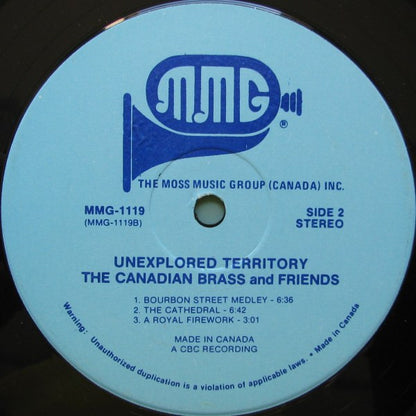 MMG
®
THE MOSS MUSIC GROUP (CANADA) INC.
MMG-1119
(MMG-1119B)
SIDE 2
STEREO
UNEXPLORED TERRITORY
THE CANADIAN BRASS and FRIENDS
1. BOURBON STREET MEDLEY - 6:36
2. THE CATHEDRAL - 6:42
3. A ROYAL FIREWORK - 3:01
MADE IN CANADA
A CBC RECORDING
Warning: Unauthorized duplication is a violation of applicable laws. • Made in Canada